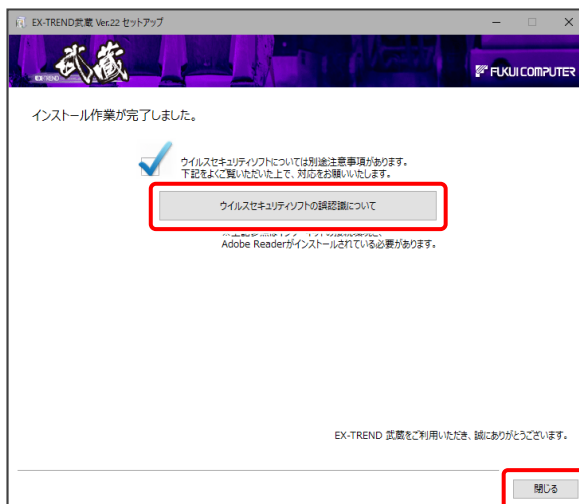 EX-TREND武蔵 Ver.22 セットアップ
武蔵
EX-TREND
FUKUI COMPUTER
インストール作業が完了しました。
ウイルスセキュリティソフトについては別途注意事項があります。
下記をよくご覧いただいた上で、対応をお願いいたします。
ウイルスセキュリティソフトの誤認識について
Adobe Readerがインストールされている必要があります。
EX-TREND 武蔵をご利用いただき、誠にありがとうございます。
閉じる